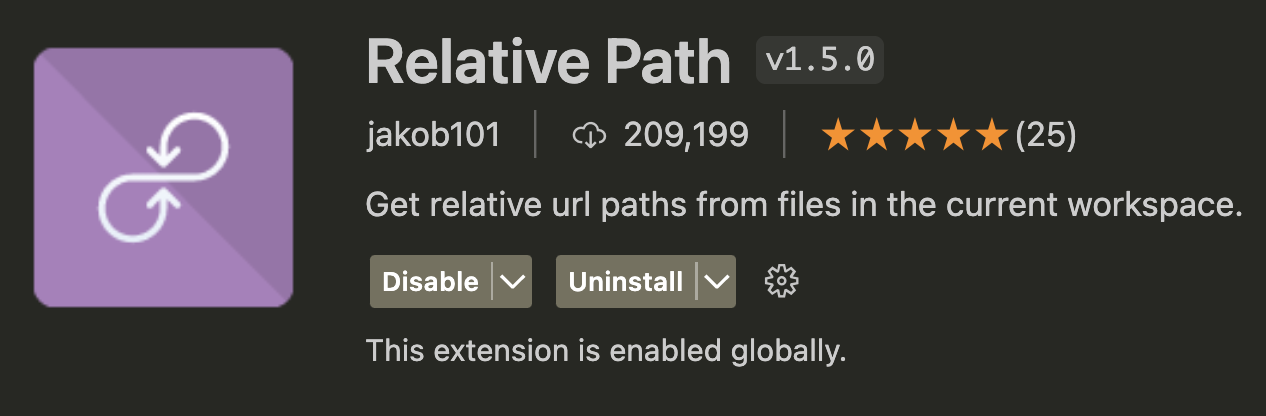 Relative Path v1.5.0
jakob101 209,199 (25)
Get relative url paths from files in the current workspace.
Disable Uninstall
This extension is enabled globally.